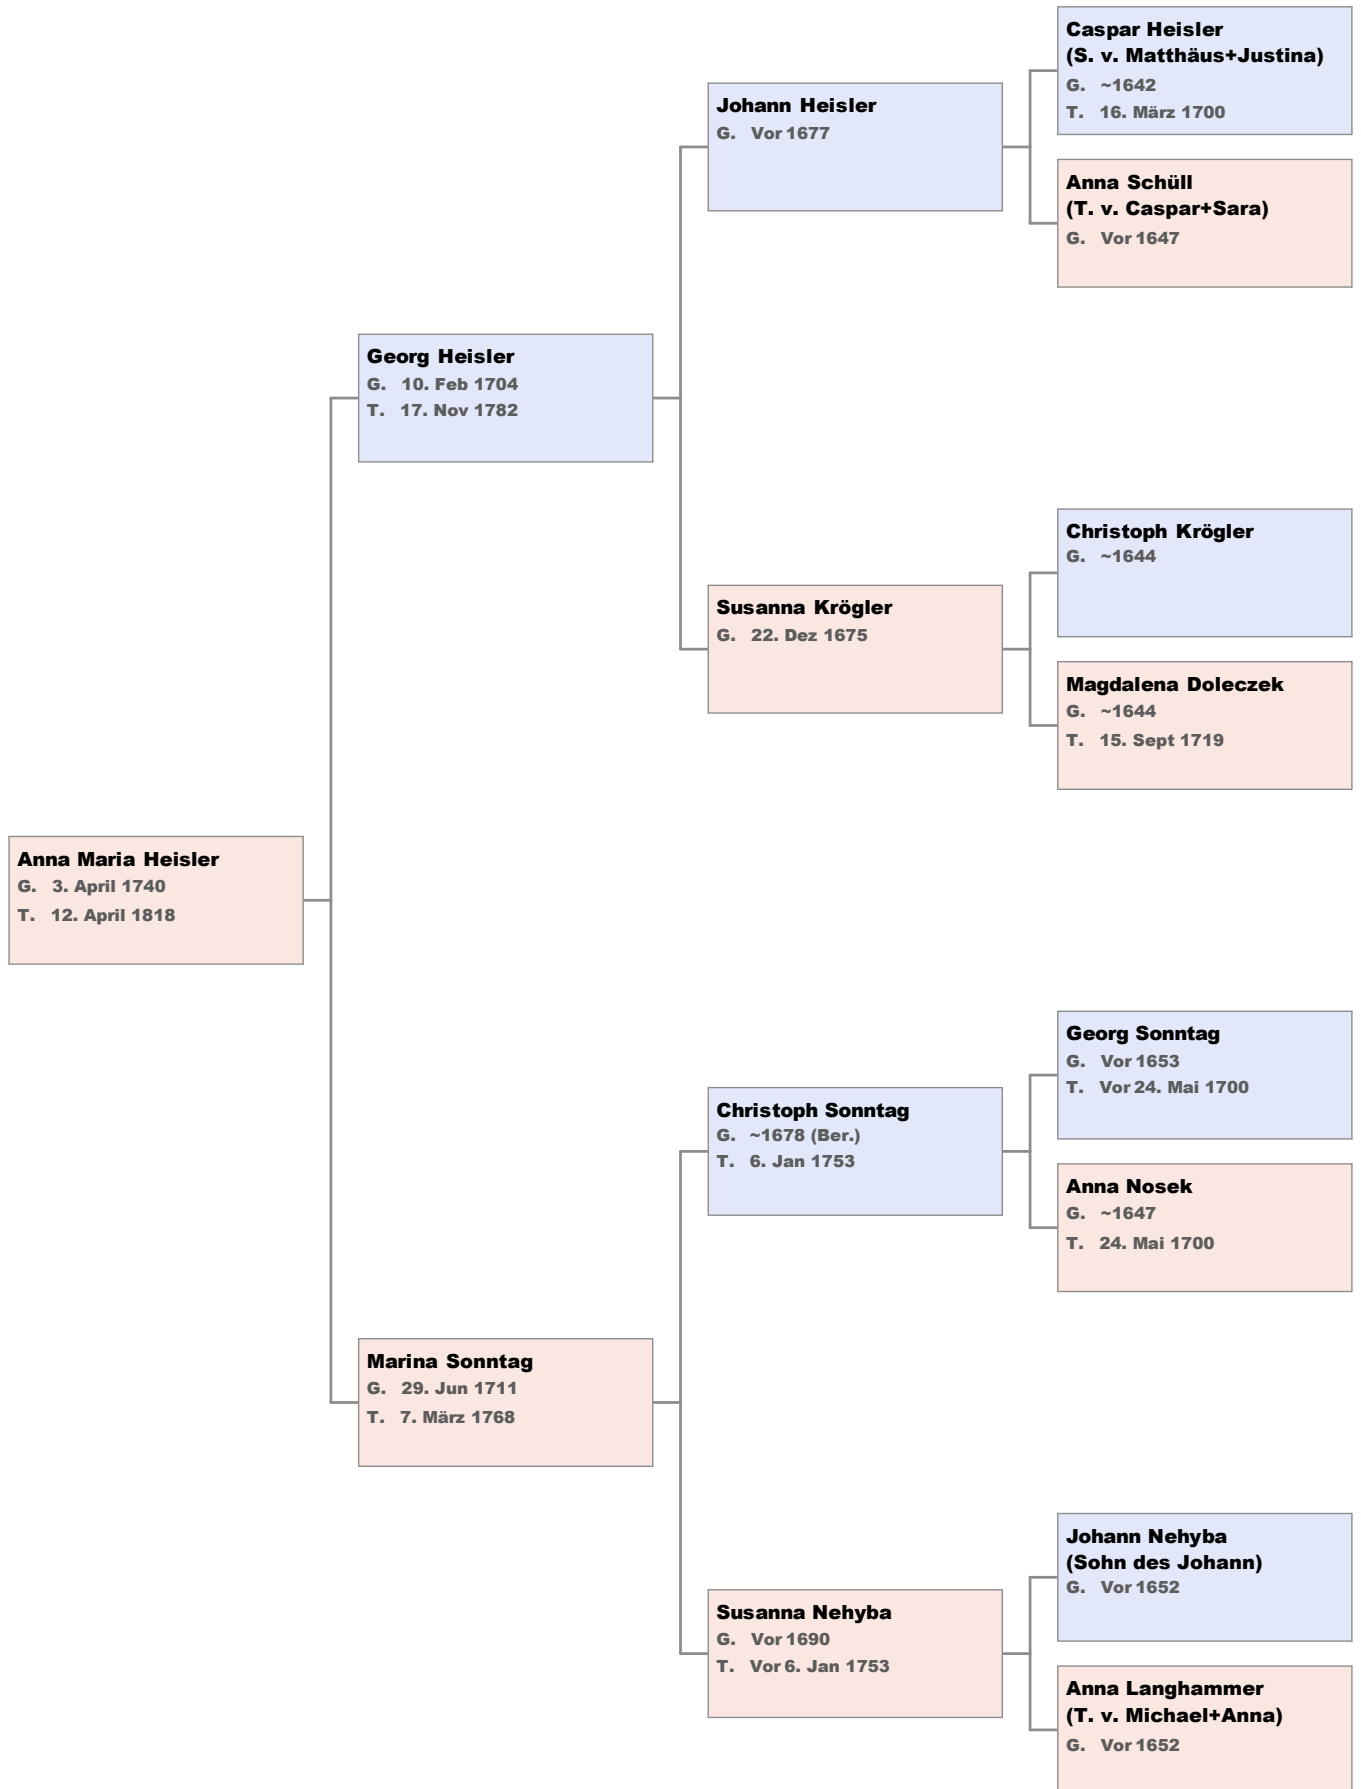 Caspar Heisler
(S. v. Matthäus+Justina)
G. ~1642
T. 16. März 1700
Johann Heisler
G. Vor 1677
Anna Schüll
(T. v. Caspar+Sara)
G. Vor 1647
Georg Heisler
G. 10. Feb 1704
T. 17. Nov 1782
Christoph Krögler
G. ~1644
Susanna Krögler
G. 22. Dez 1675
Magdalena Doleczek
G. ~1644
T. 15. Sept 1719
Anna Maria Heisler
G. 3. April 1740
T. 12. April 1818
Georg Sonntag
G. Vor 1653
T. Vor 24. Mai 1700
Christoph Sonntag
G. ~1678 (Ber.)
T. 6. Jan 1753
Anna Nosek
G. ~1647
T. 24. Mai 1700
Marina Sonntag
G. 29. Jun 1711
T. 7. März 1768
Johann Nehyba
(Sohn des Johann)
G. Vor 1652
Susanna Nehyba
G. Vor 1690
T. Vor 6. Jan 1753
Anna Langhammer
(T. v. Michael+Anna)
G. Vor 1652